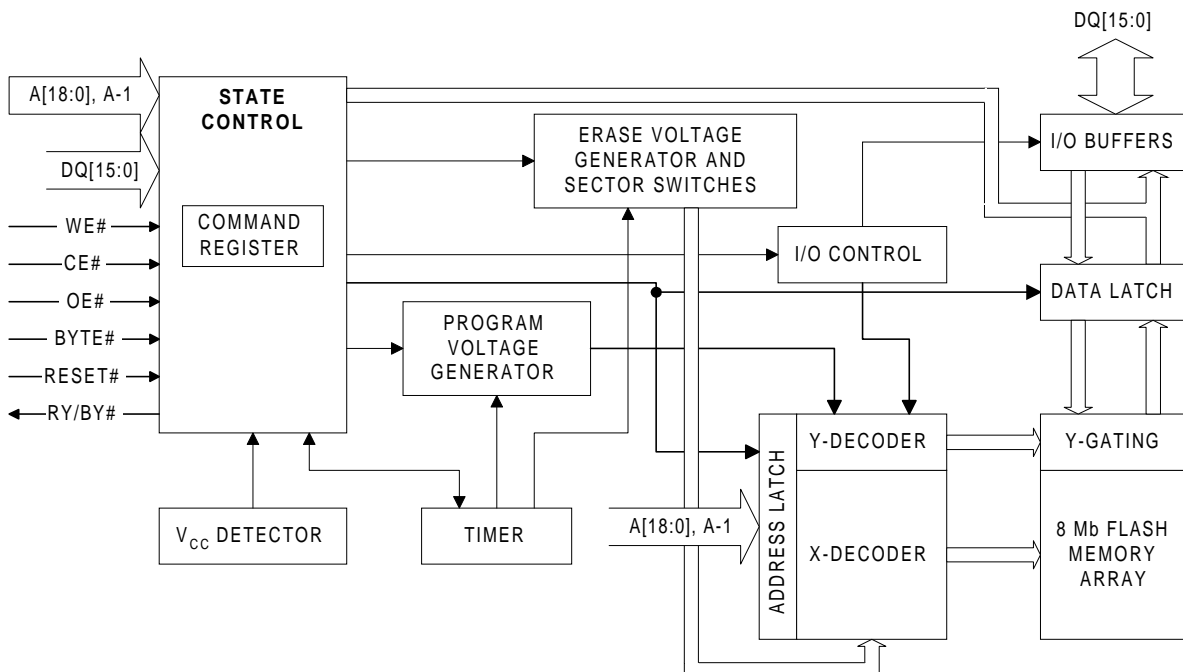 DQ[15:0]
A[18:0], A-1
STATE
CONTROL
ERASE VOLTAGE
GENERATOR AND
SECTOR SWITCHES
I/O BUFFERS
DQ[15:0]
WE#
COMMAND
REGISTER
CE#
I/O CONTROL
OE#
DATA LATCH
BYTE#
PROGRAM
VOLTAGE
GENERATOR
RESET#
RY/BY#
ADDRESS LATCH
Y-DECODER
Y-GATING
VCC DETECTOR
TIMER
A[18:0], A-1
X-DECODER
8 Mb FLASH
MEMORY
ARRAY